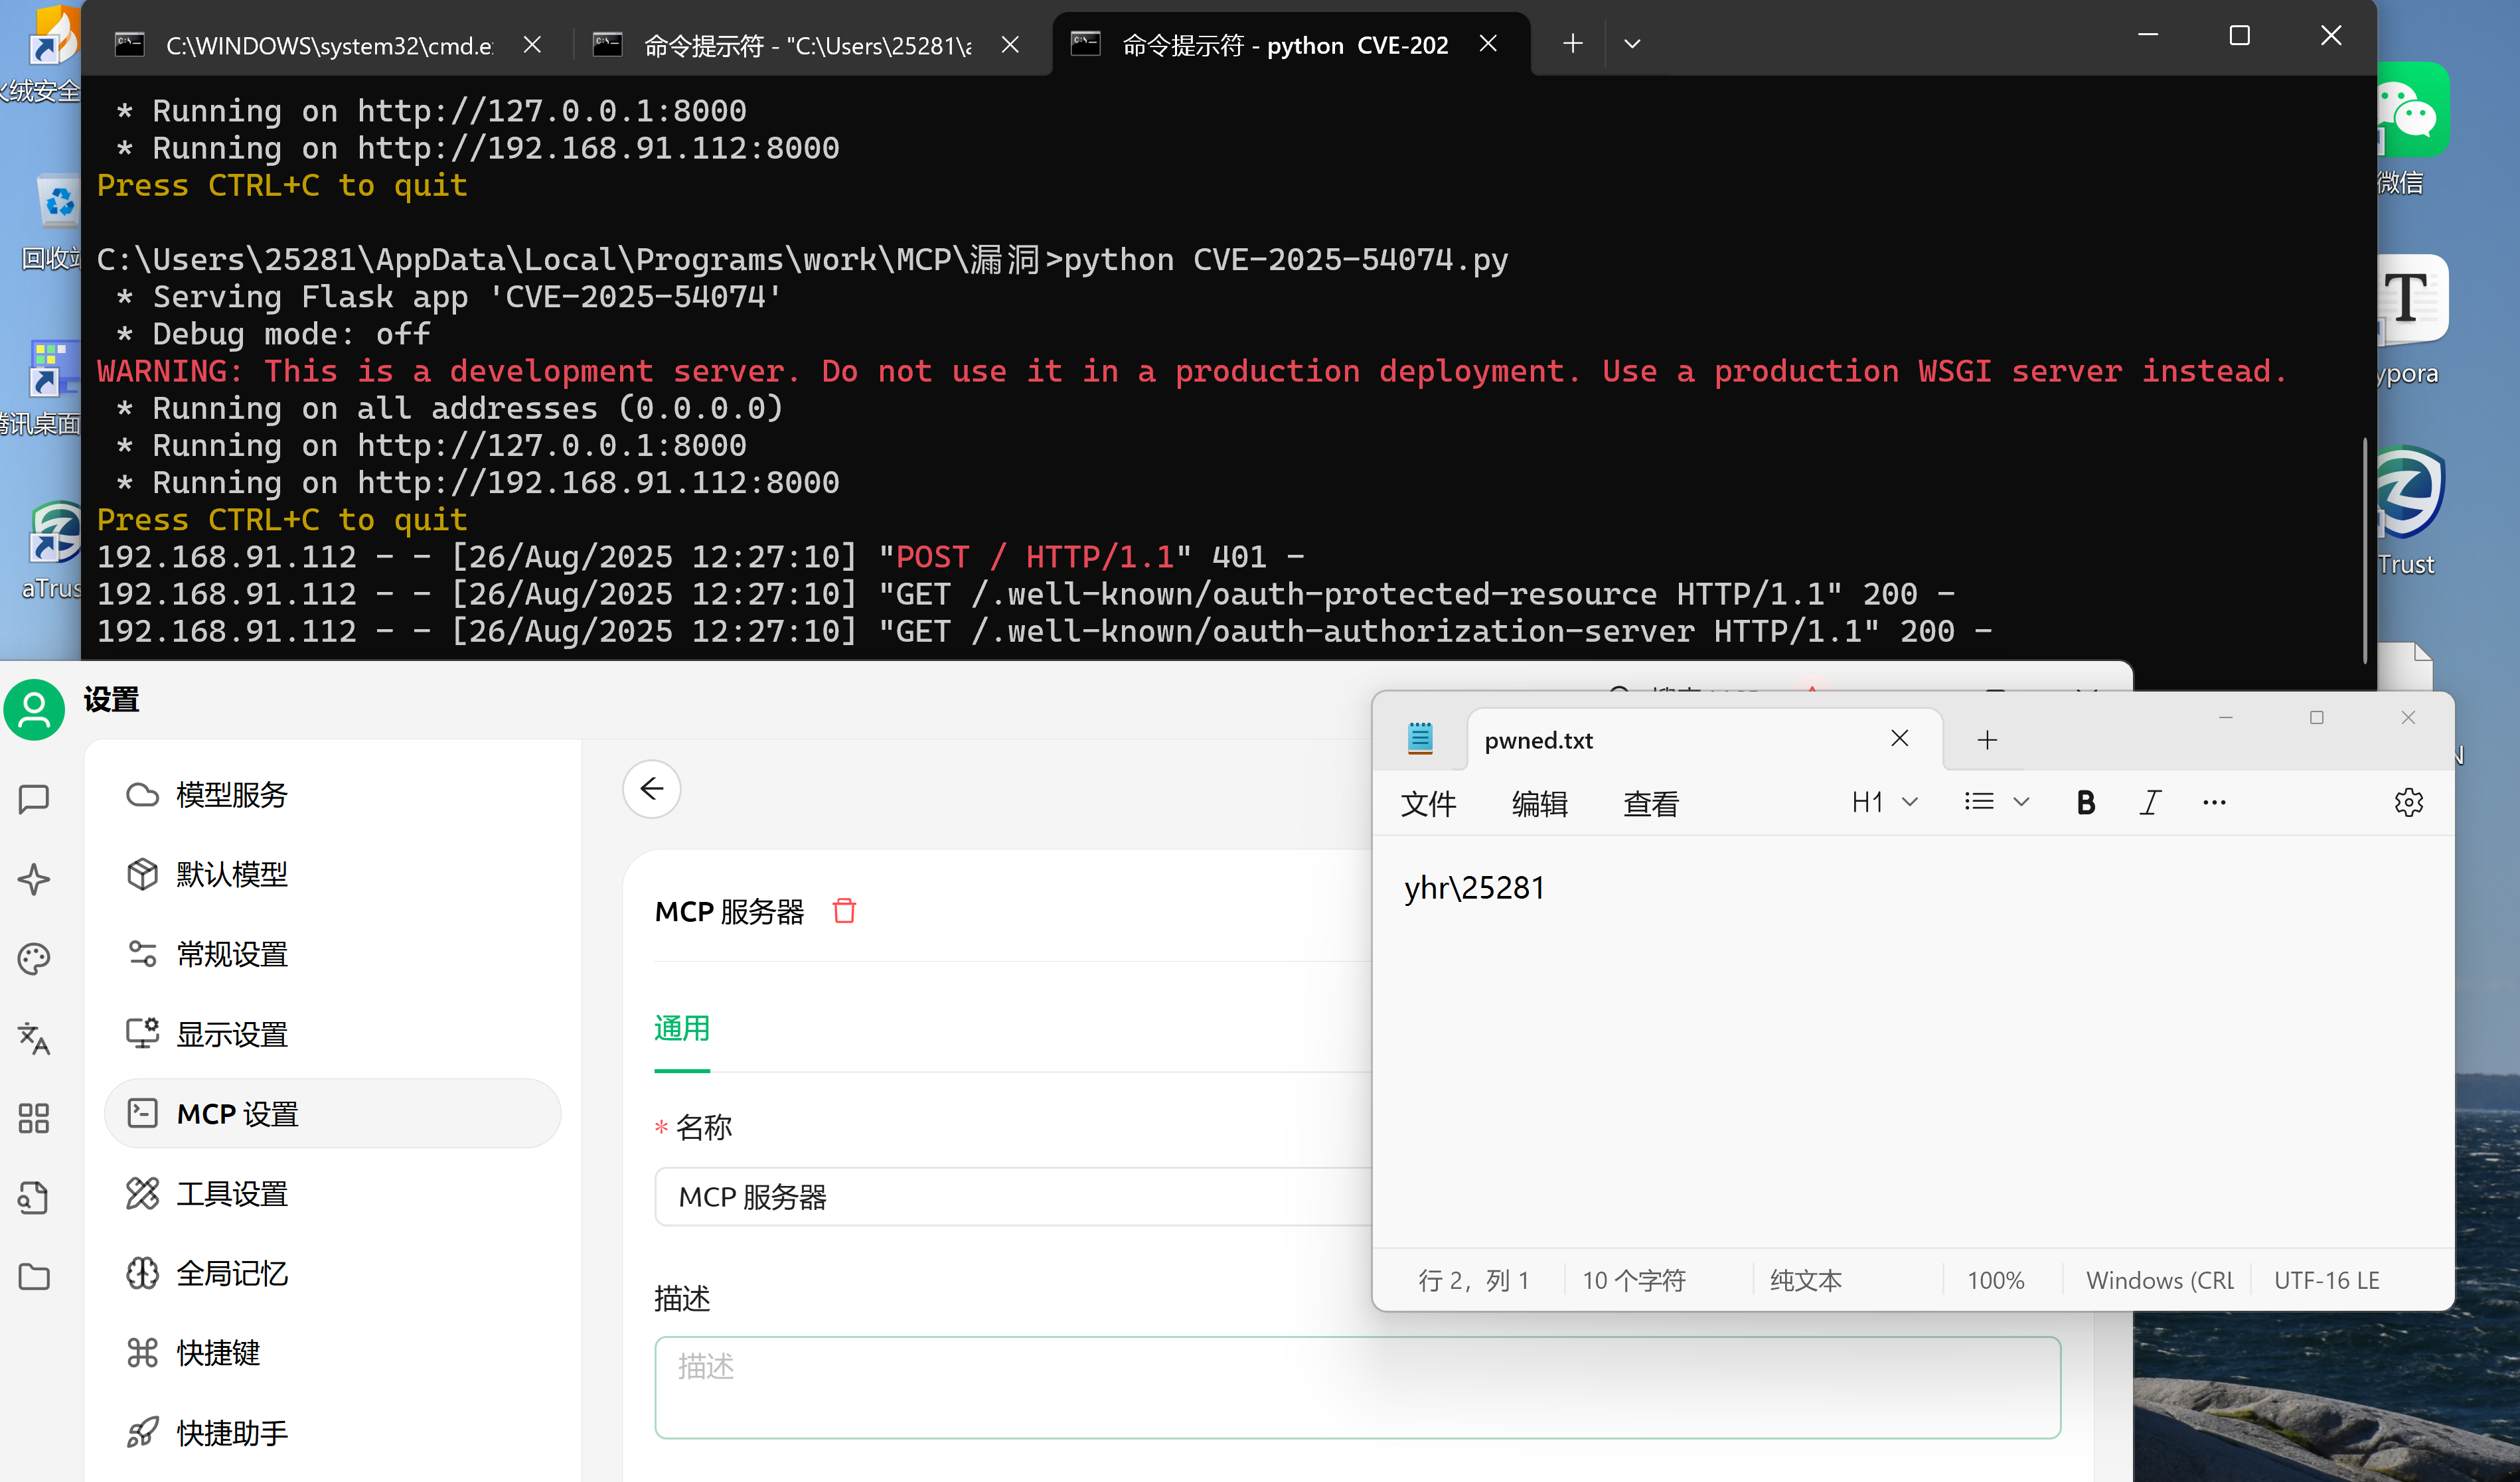 C:\WINDOWS\system32\cmd.e
命令提示符 - "C:\Users\25281\a
命令提示符 - python CVE-202
* Running on http://127.0.0.1:8000
* Running on http://192.168.91.112:8000
Press CTRL+C to quit
C:\Users\25281\AppData\Local\Programs\work\MCP\漏洞>python CVE-2025-54074.py
* Serving Flask app 'CVE-2025-54074'
* Debug mode: off
WARNING: This is a development server. Do not use it in a production deployment. Use a production WSGI server instead.
* Running on all addresses (0.0.0.0)
* Running on http://127.0.0.1:8000
* Running on http://192.168.91.112:8000
Press CTRL+C to quit
192.168.91.112 - - [26/Aug/2025 12:27:10] "POST / HTTP/1.1" 401 -
192.168.91.112 - - [26/Aug/2025 12:27:10] "GET /.well-known/oauth-protected-resource HTTP/1.1" 200 -
192.168.91.112 - - [26/Aug/2025 12:27:10] "GET /.well-known/oauth-authorization-server HTTP/1.1" 200 -
火绒安全
回收站
腾讯桌面
aTrus
微信
ypora
Trust
设置
模型服务
默认模型
常规设置
显示设置
MCP 设置
工具设置
全局记忆
快捷键
快捷助手
MCP 服务器
通用
* 名称
MCP 服务器
描述
描述
pwned.txt
文件
编辑
查看
H1
B
I
yhr\25281
行 2，列 1
10 个字符
纯文本
100%
Windows (CRL
UTF-16 LE